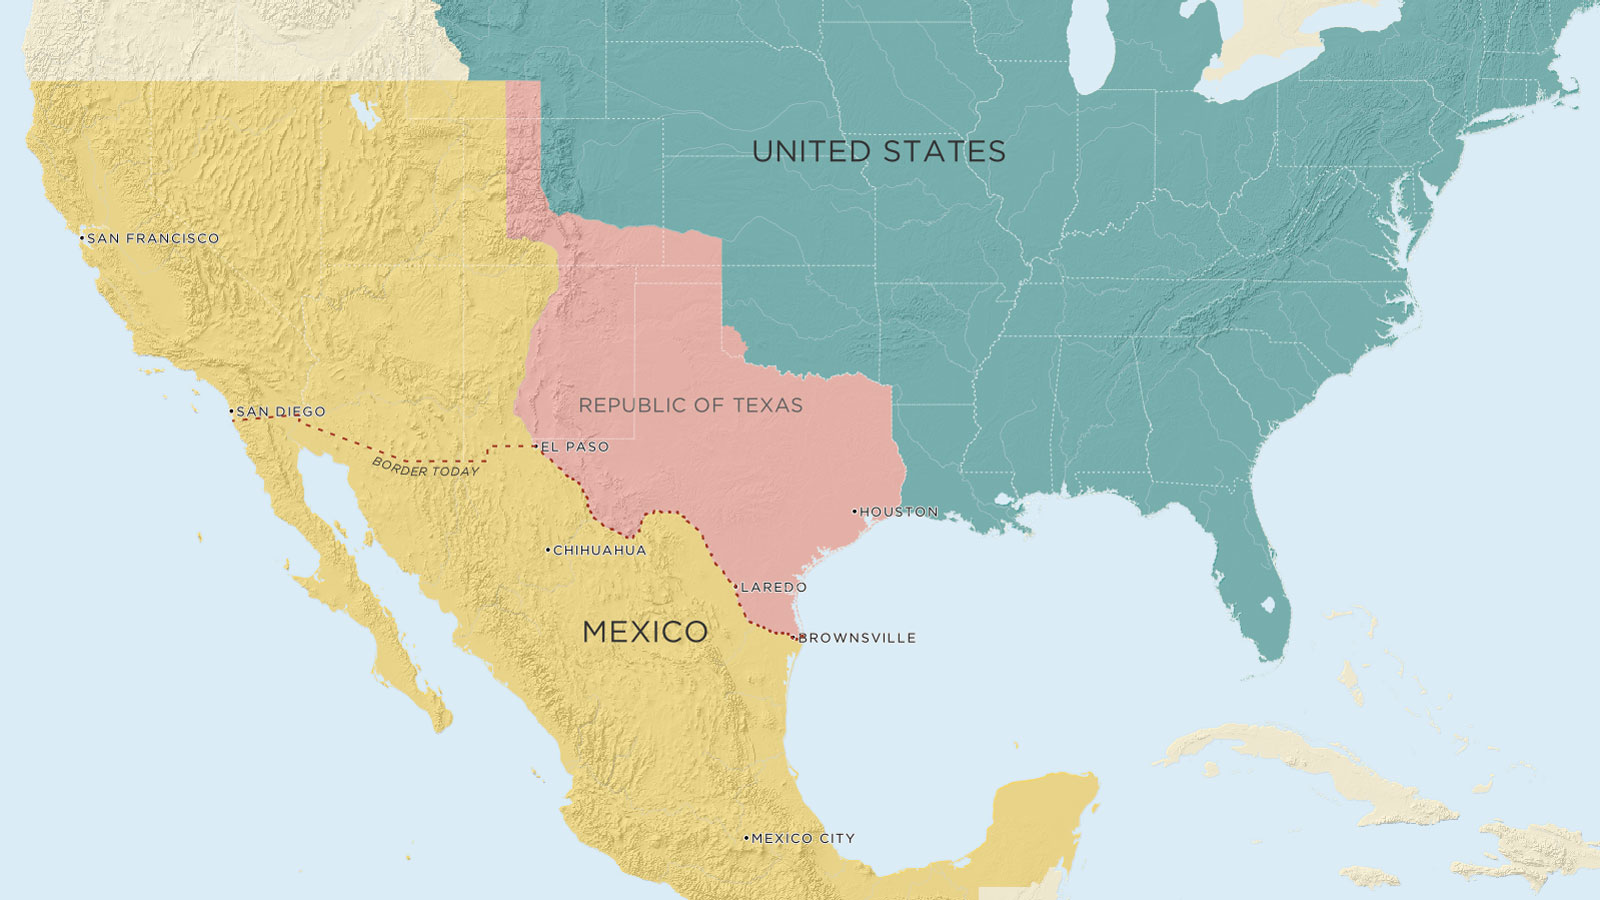 UNITED STATES
SAN FRANCISCO
REPUBLIC OF TEXAS
SAN DIEGO
EL PASO
BORDER TODAY
HOUSTON
CHIHUAHUA
LAREDO
MEXICO
BROWNSVILLE
MEXICO CITY